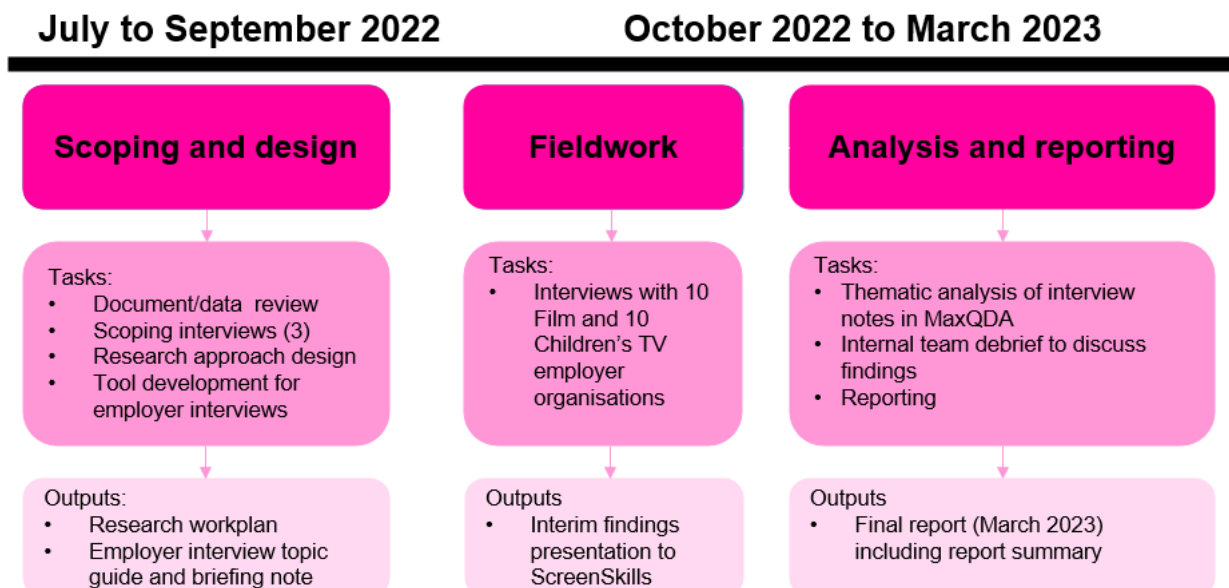 July to September 2022
October 2022 to March 2023
Scoping and design
Fieldwork
Analysis and reporting
Tasks:
• Document/data review
• Scoping interviews (3)
• Research approach design
• Tool development for
employer interviews
Tasks:
• Interviews with 10
Film and 10
Children's TV
employer
organisations
Tasks:
• Thematic analysis of interview
notes in MaxQDA
• Internal team debrief to discuss
findings
• Reporting
Outputs:
• Research workplan
• Employer interview topic
guide and briefing note
Outputs
• Interim findings
presentation to
ScreenSkills
Outputs
• Final report (March 2023)
including report summary